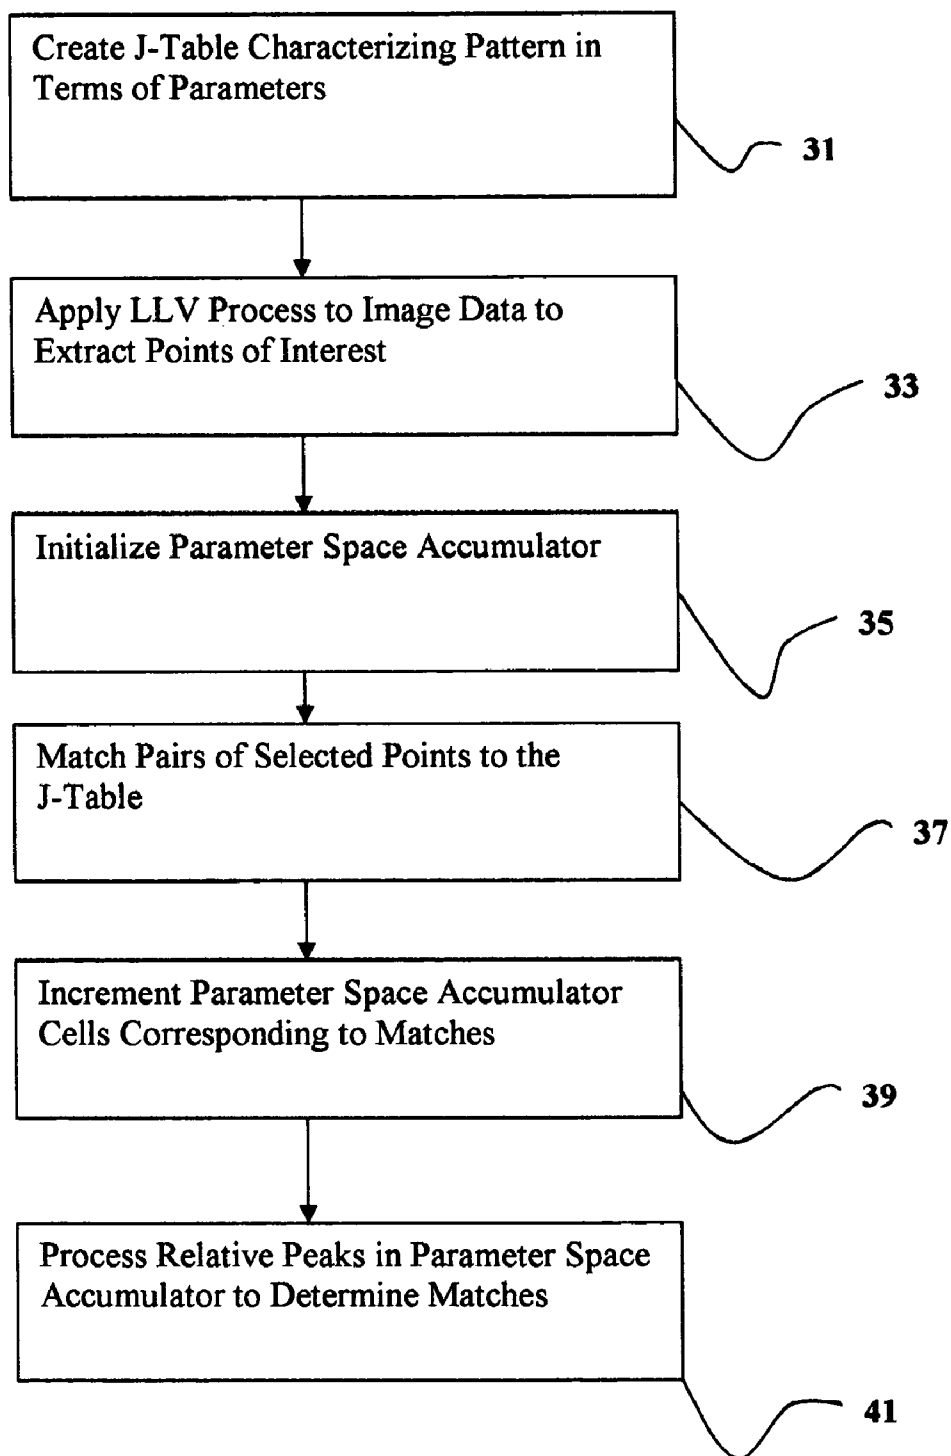 Create J-Table Characterizing Pattern in
Terms of Parameters
31
Apply LLV Process to Image Data to
Extract Points of Interest
33
Initialize Parameter Space Accumulator
35
Match Pairs of Selected Points to the
J-Table
37
Increment Parameter Space Accumulator
Cells Corresponding to Matches
39
Process Relative Peaks in Parameter Space
Accumulator to Determine Matches
41